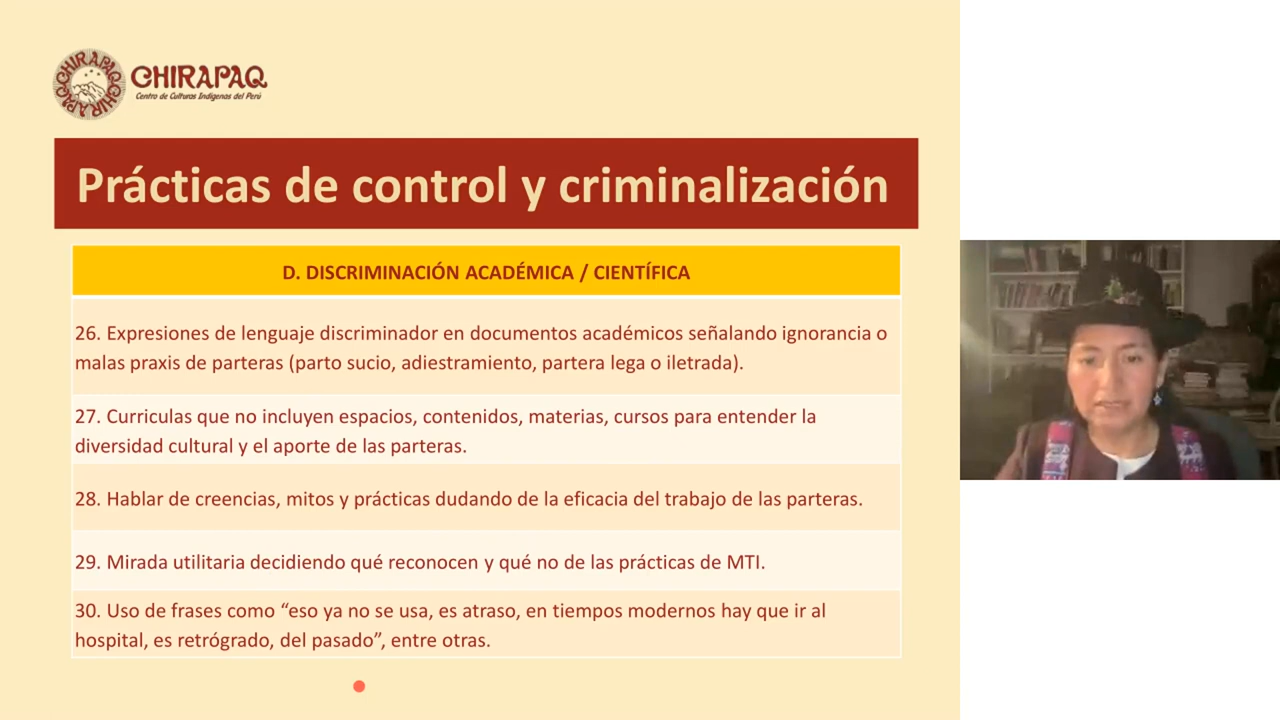 CHIRAPAQ CHIRAPAQ CHIRAPAQ
CHIRAPAQ
Centro de Culturas Indígenas del Perú
Prácticas de control y criminalización
D. DISCRIMINACIÓN ACADÉMICA / CIENTÍFICA
26. Expresiones de lenguaje discriminador en documentos académicos señalando ignorancia o
malas praxis de parteras (parto sucio, adiestramiento, partera lega o iletrada).
27. Curriculas que no incluyen espacios, contenidos, materias, cursos para entender la
diversidad cultural y el aporte de las parteras.
28. Hablar de creencias, mitos y prácticas dudando de la eficacia del trabajo de las parteras.
29. Mirada utilitaria decidiendo qué reconocen y qué no de las prácticas de MTI.
30. Uso de frases como “eso ya no se usa, es atraso, en tiempos modernos hay que ir al
hospital, es retrógrado, del pasado”, entre otras.